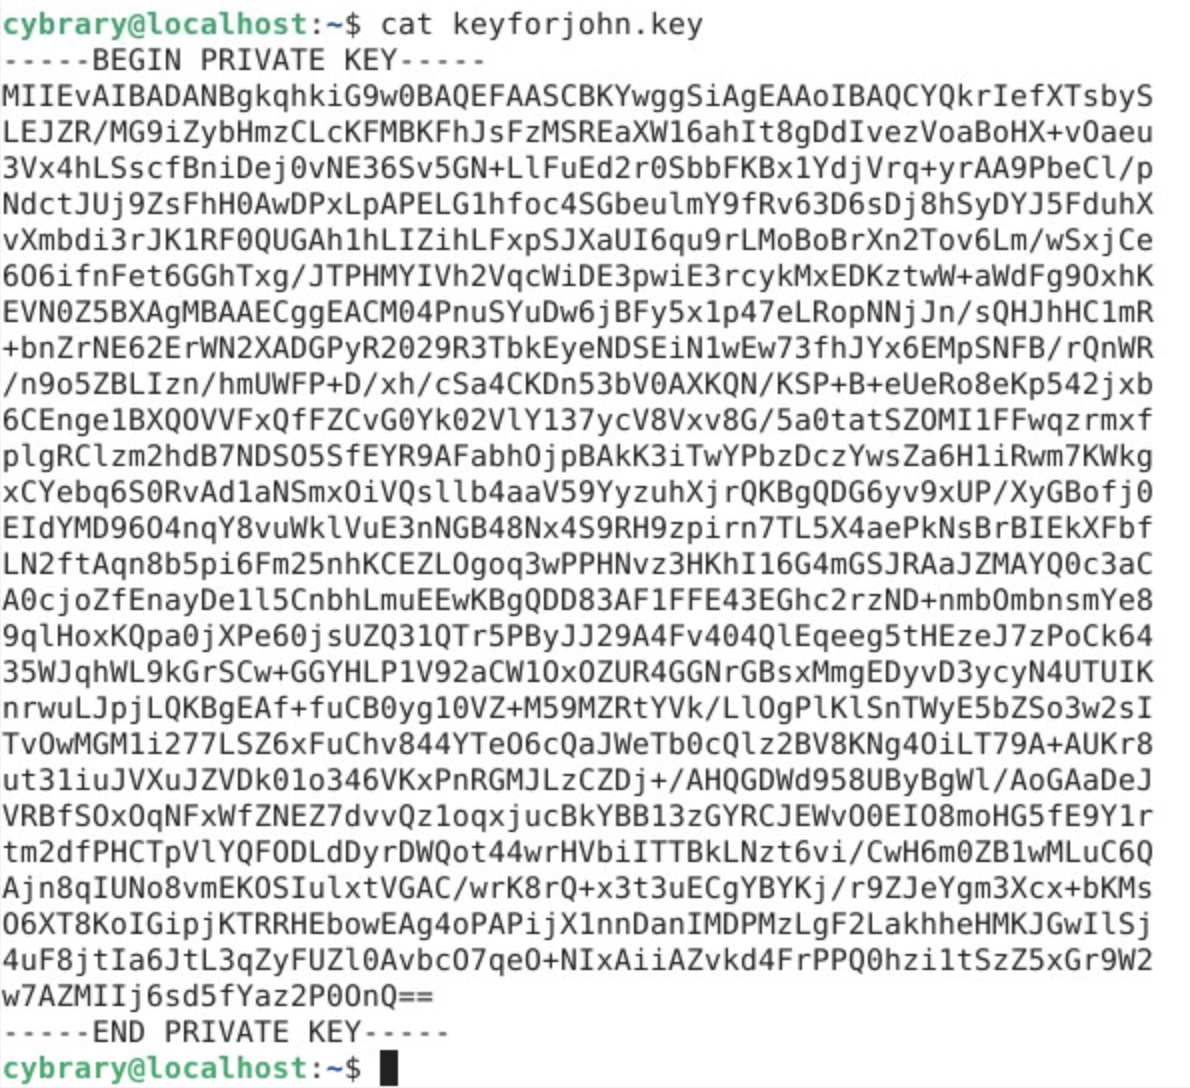 cybrary@localhost:~$ cat keyforjohn.key
-----BEGIN PRIVATE KEY-----
MIIEvAIBADANBgkqhkiG9w0BAQEFAASCBKYwggSiAgEAAoIBAQCYQkrIefXTsbyS
LEJZR/MG9iZybHmzCLcKFMBKFhJsFzMSREaXW16ahIt8gDdIvezVoaBoHX+vOaeu
3Vx4hLSscfBniDej0vNE36Sv5GN+LlFuEd2r0SbbFKBx1YdjVrq+yrAA9PbeCl/p
NdctJUj9ZsFhH0AwDPxLpAPELG1hfoc4SGbeulmY9fRv63D6sDj8hSyDYJ5FduhX
vXmbdi3rJK1RF0QUGAh1hLIZihLFxpSJXaUI6qu9rLMoBoBrXn2Tov6Lm/wSxjCe
6O6ifnFet6GGhTxg/JTPHMYIVh2VqcWiDE3pwiE3rcykMxEDKztwW+aWdFg9OxhK
EVN0Z5BXAgMBAAECggEACM04PnuSYuDw6jBFy5x1p47eLRopNNjJn/sQHJhHC1mR
+bnZrNE62ErWN2XADGPyR2029R3TbkEyeNDSEiN1wEw73fhJYx6EMpSNFB/rQnWR
/n9o5ZBLIzn/hmUWFP+D/xh/cSa4CKDn53bV0AXKQN/KSP+B+eUeRo8eKp542jxb
6CEnge1BXQOVVFxQfFZCvG0Yk02VlY137ycV8Vxv8G/5a0tatSZOMI1FFwqzrmxf
plgRClzm2hdB7NDSO5SfEYR9AFabhOjpBAkK3iTwYPbzDczYwsZa6H1iRwm7KWkg
xCYebq6S0RvAd1aNSmxOiVQsllb4aaV59YyzuhXjrQKBgQDG6yv9xUP/XyGBofj0
EIdYMD96O4nqY8vuWklVuE3nNGB48Nx4S9RH9zpirn7TL5X4aePkNsBrBIEkXFbf
LN2ftAqn8b5pi6Fm25nhKCEZLOgoq3wPPHNvz3HKhI16G4mGSJRAaJZMAYQ0c3aC
A0cjoZfEnayDe1l5CnbhLmuEEwKBgQDD83AF1FFE43EGhc2rzND+nmbOmbnsmYe8
9qlHoxKQpa0jXPe60jsUZQ31QTr5PByJJ29A4Fv404QlEqeeg5tHEzeJ7zPoCk64
35WJqhWL9kGrSCw+GGYHLP1V92aCW1OxOZUR4GGNrGBsxMmgEDyvD3ycyN4UTUIK
nrwuLJpjLQKBgEAf+fuCB0yg10VZ+M59MZRtYVk/LlOgPlKlSnTWyE5bZSo3w2sI
TvOwMGM1i277LSZ6xFuChv844YTeO6cQaJWeTb0cQlz2BV8KNg4OiLT79A+AUKr8
ut31iuJVXuJZVDk01o346VKxPnRGMJLzCZDj+/AHQGDWd958UByBgWl/AoGAaDeJ
VRBfSOxOqNFxWfZNEZ7dvvQz1oqxjucBkYBB13zGYRCJEWvO0EIO8moHG5fE9Y1r
tm2dfPHCTpVlYQFODLdDyrDWQot44wrHVbiITTBkLNzt6vi/CwH6m0ZB1wMLuC6Q
Ajn8qIUNo8vmEKOSIulxtVGAC/wrK8rQ+x3t3uECgYBYKj/r9ZJeYgm3Xcx+bKMs
O6XT8KoIGipjKTRRHEbowEAg4oPAPijX1nnDanIMDPMzLgF2LakhheHMKJGwIlSj
4uF8jtIa6JtL3qZyFUZl0AvbcO7qeO+NIxAiiAZvkd4FrPPQ0hzi1tSzZ5xGr9W2
w7AZMIIj6sd5fYaz2P0OnQ==
-----END PRIVATE KEY-----
cybrary@localhost:~$